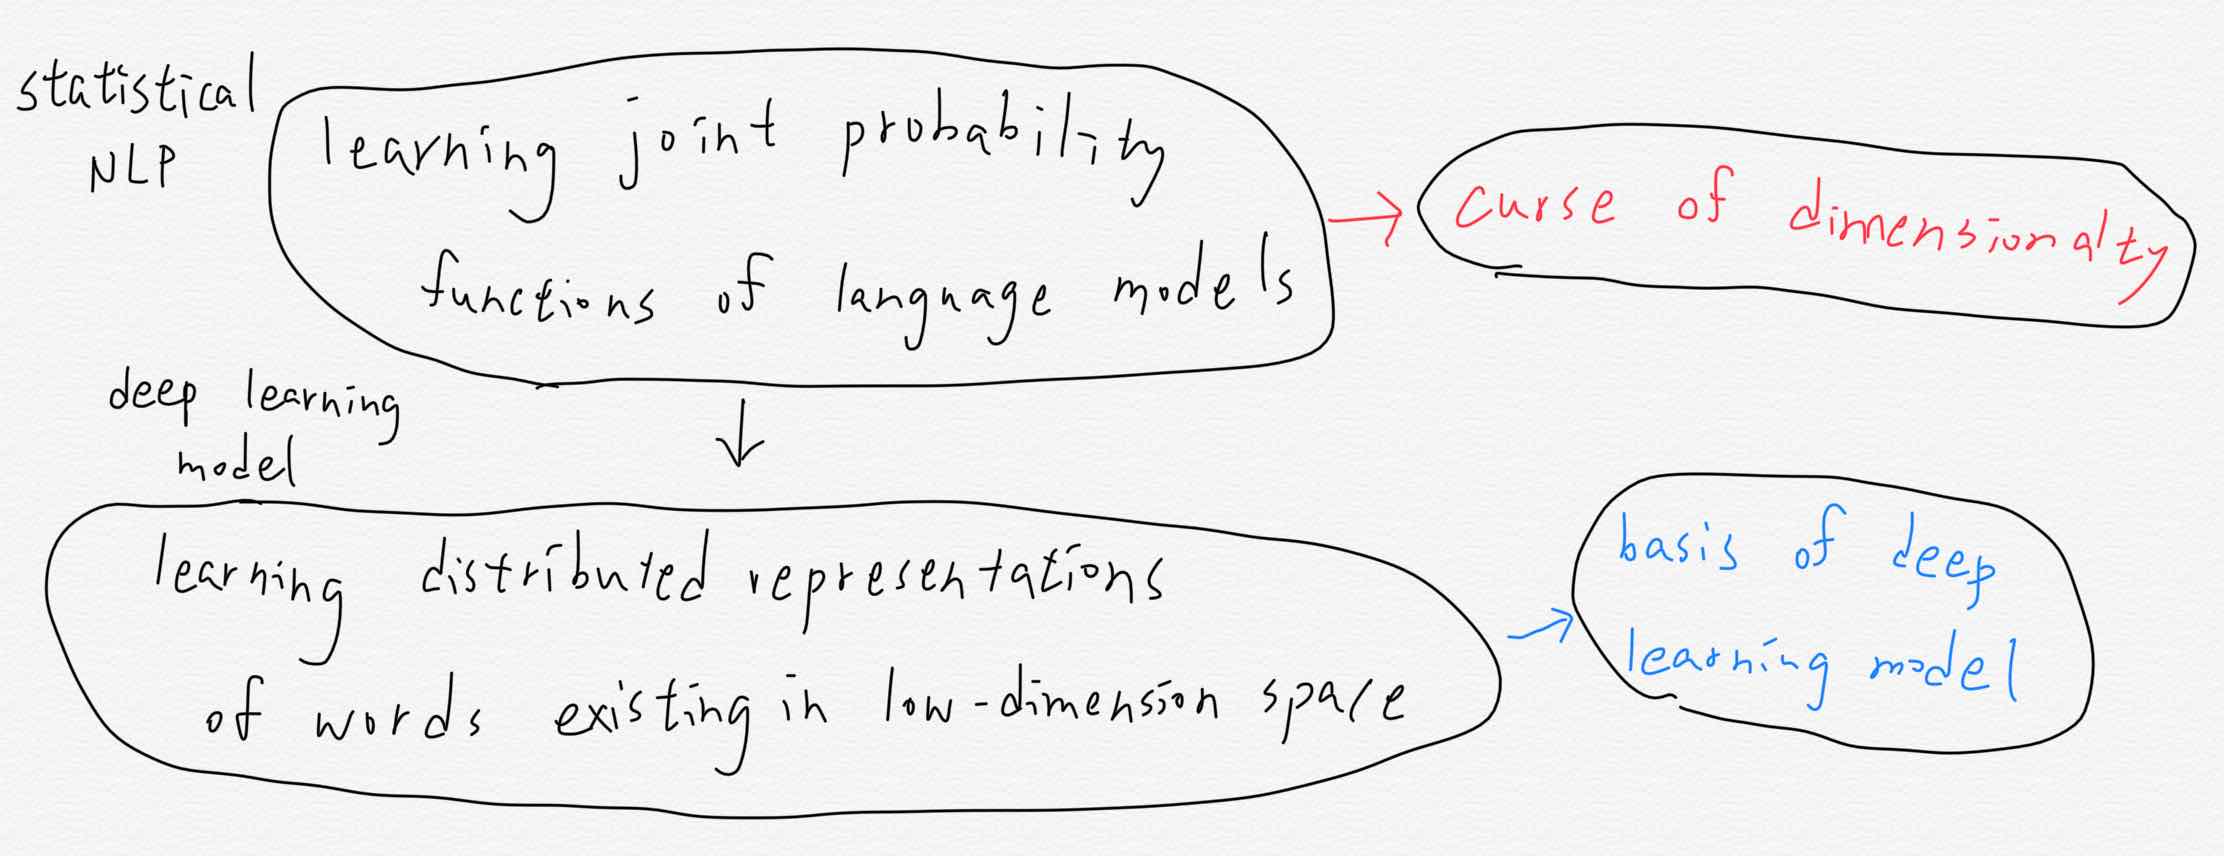 statistical
NLP
learning joint probability
functions of language models
curse of dimensionalty
deep learning
model
learning distributed representations
of words existing in low-dimension space
basis of deep
learning model